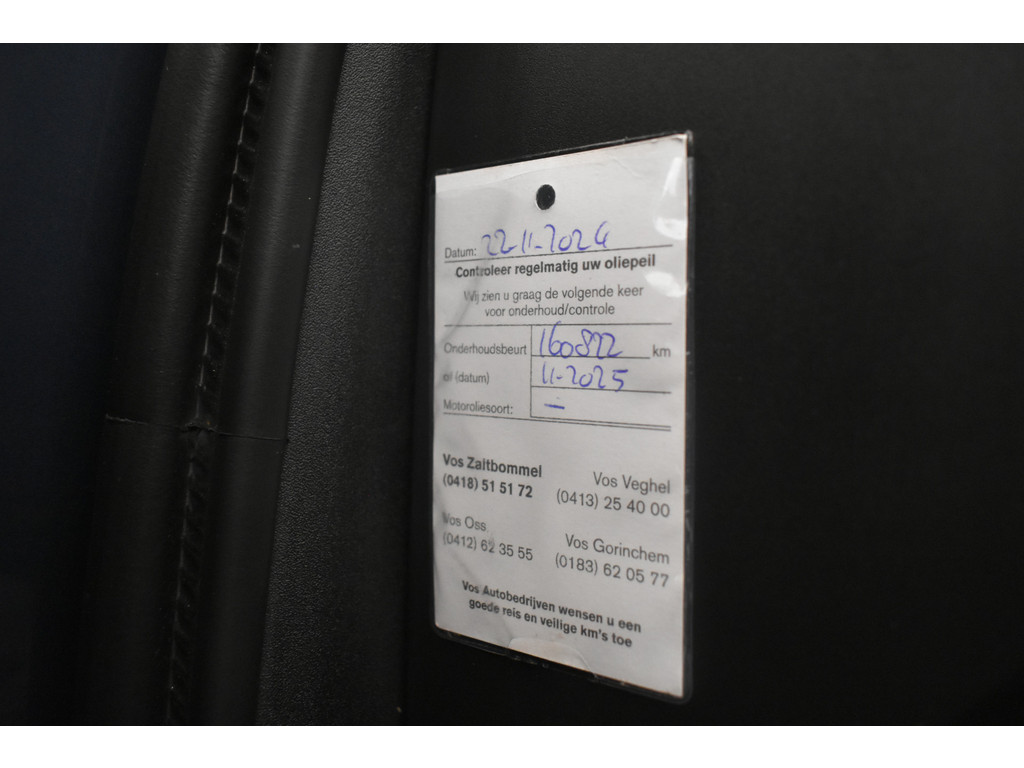 Datum: 22-11-2024
Controleer regelmatig uw oliepeil
Wij zien u graag de volgende keer
voor onderhoud/controle
Onderhoudsbeurt 160822 km
of (datum) 11-2025
Motoroliesoort: —
Vos Zaltbommel
(0418) 51 51 72
Vos Veghel
(0413) 25 40 00
Vos Oss
(0412) 62 35 55
Vos Gorinchem
(0183) 62 05 77
Vos Autobedrijven wensen u een
goede reis en veilige km's toe